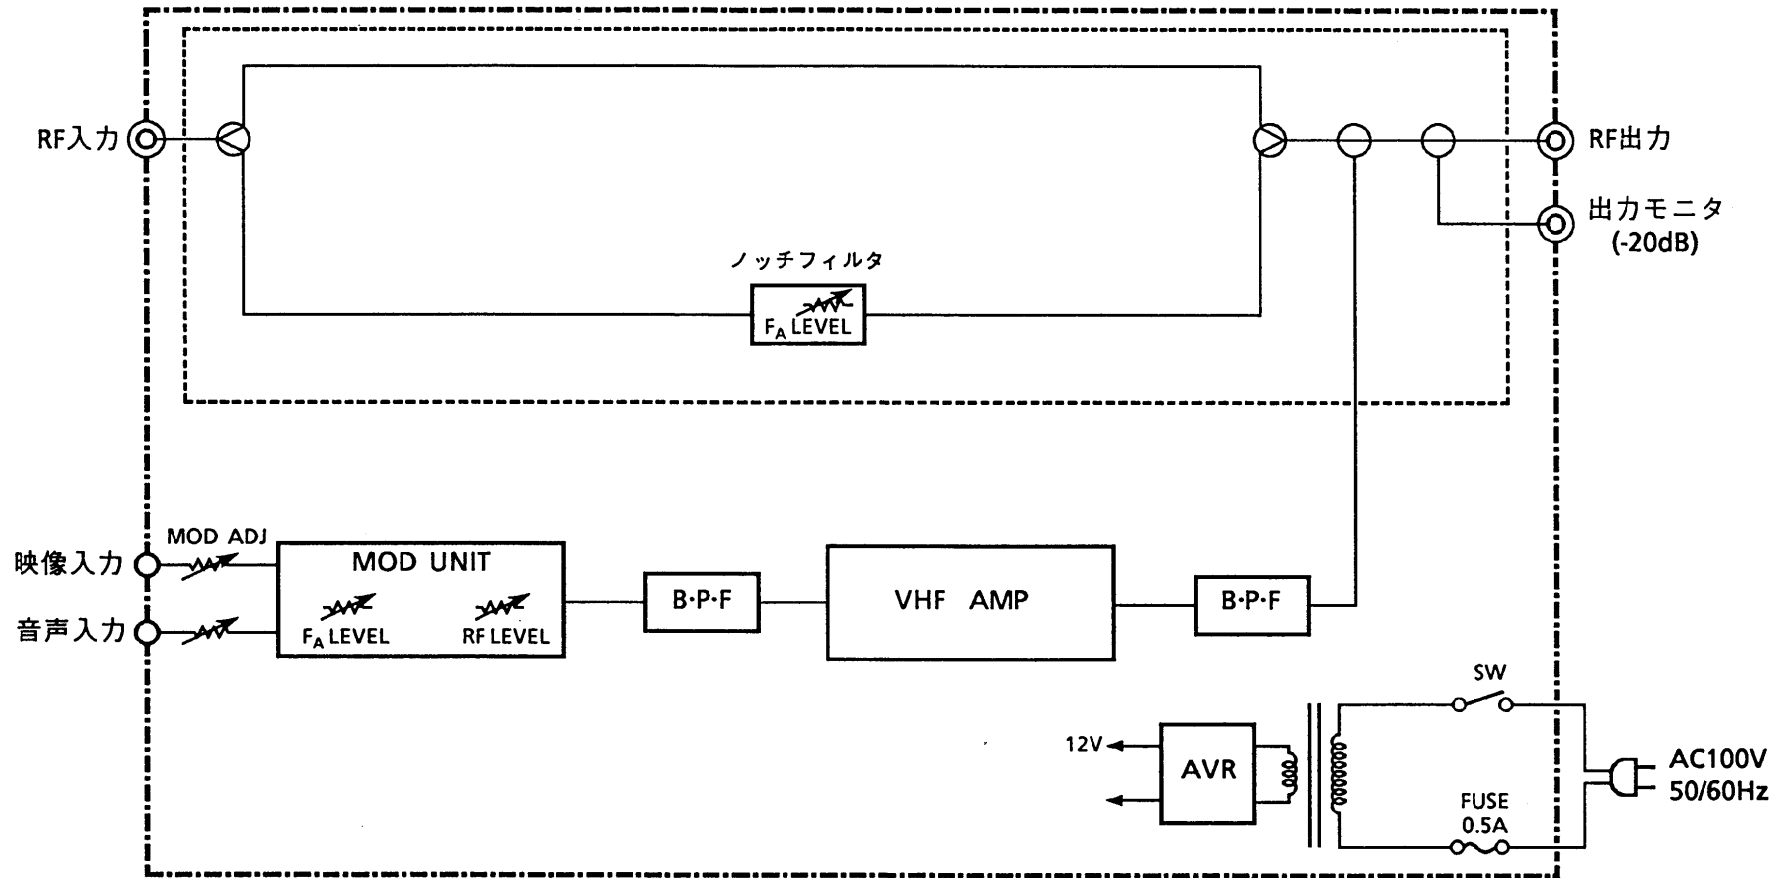 RF入力
RF出力
出力モニタ
(-20dB)
ノッチフィルタ
FA LEVEL
映像入力
MOD ADJ
音声入力
MOD UNIT
FA LEVEL
RF LEVEL
B・P・F
VHF AMP
B・P・F
SW
12V
AVR
AC100V
50/60Hz
FUSE
0.5A